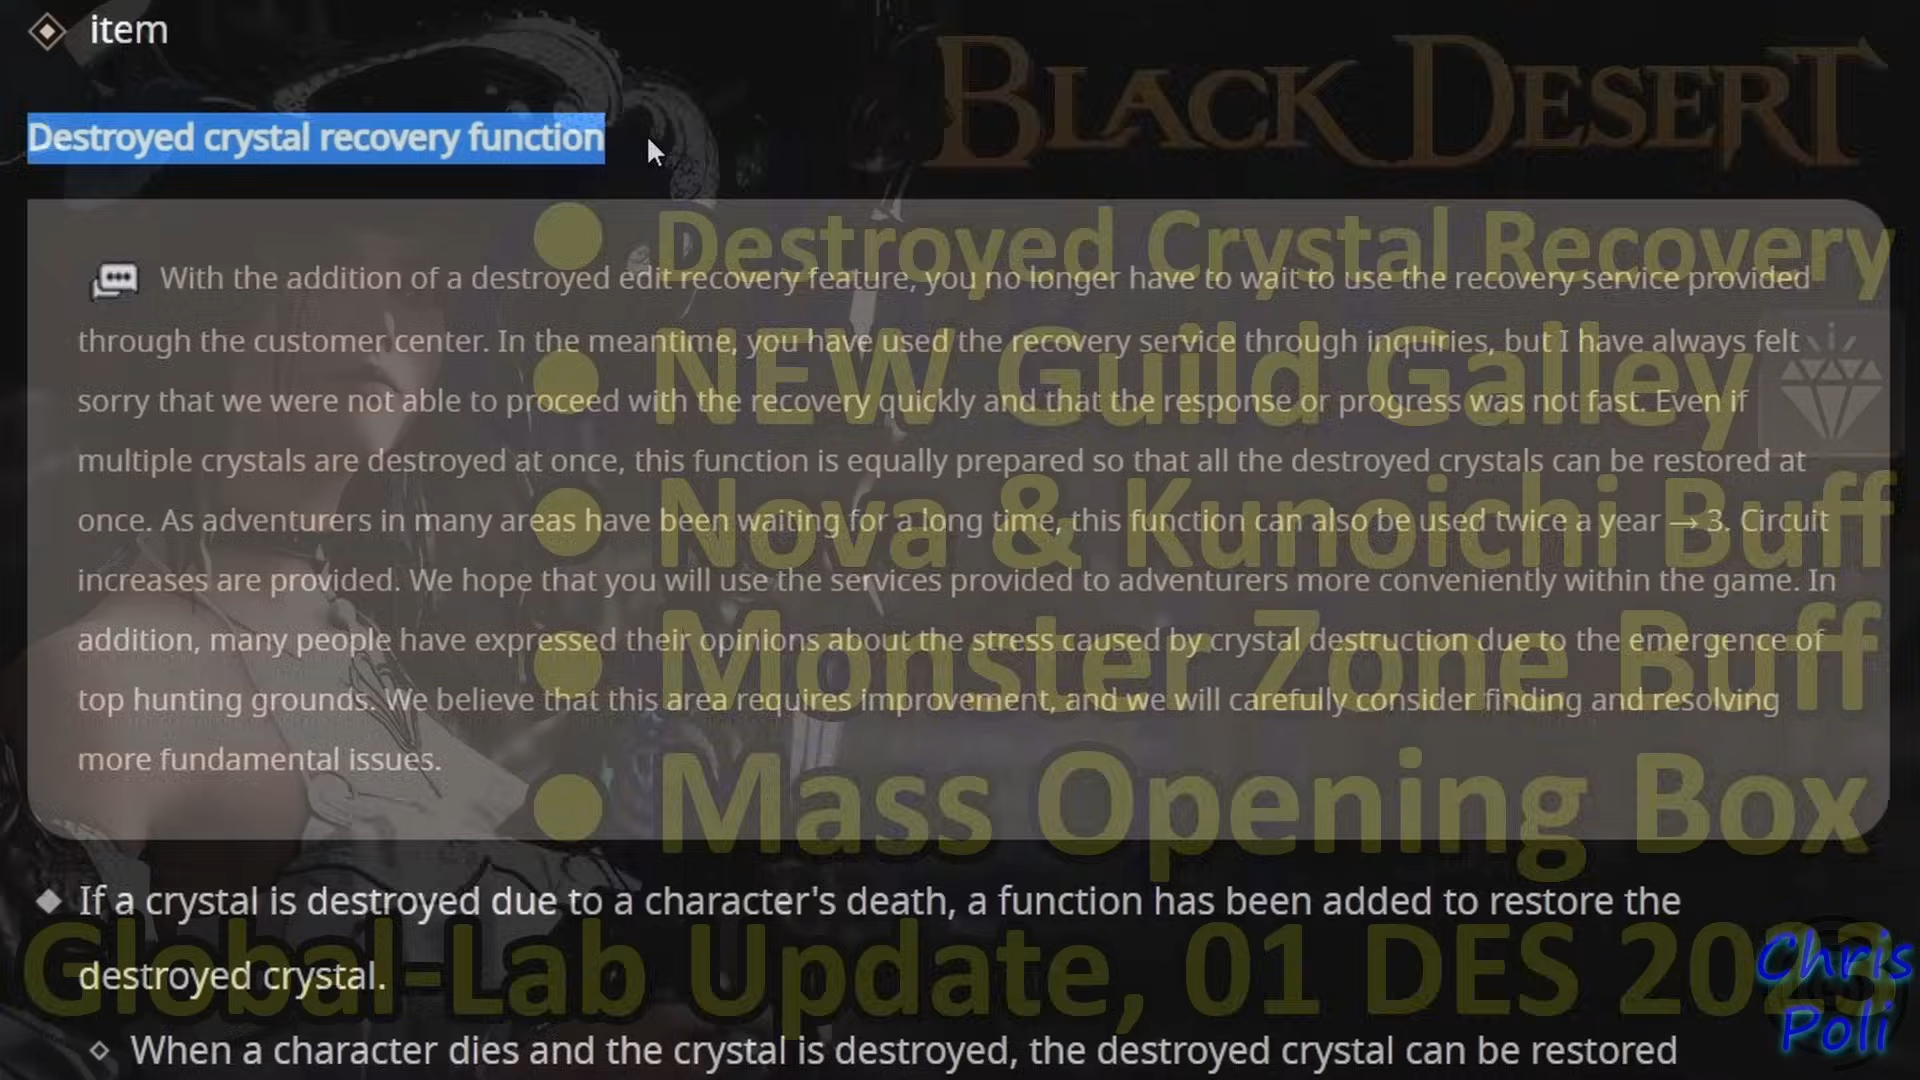 item
BLACK DESERT
Destroyed crystal recovery function
Destroyed Crystal Recovery
With the addition of a destroyed edit recovery feature, you no longer have to wait to use the recovery service provided
through the customer center. In the meantime, you have used the recovery service through inquiries, but I have always felt
NEW Guild Galley
sorry that we were not able to proceed with the recovery quickly and that the response or progress was not fast. Even if
multiple crystals are destroyed at once, this function is equally prepared so that all the destroyed crystals can be restored at
Nova & Kunoichi Buff
once. As adventurers in many areas have been waiting for a long time, this function can also be used twice a year → 3. Circuit
increases are provided. We hope that you will use the services provided to adventurers more conveniently within the game. In
addition, many people have expressed their opinions about the stress caused by crystal destruction due to the emergence of
Monster Zone Buff
top hunting grounds. We believe that this area requires improvement, and we will carefully consider finding and resolving
more fundamental issues.
Mass Opening Box
If a crystal is destroyed due to a character's death, a function has been added to restore the
destroyed crystal.
Global-Lab Update, 01 DES 2023
Chris
Poli
When a character dies and the crystal is destroyed, the destroyed crystal can be restored